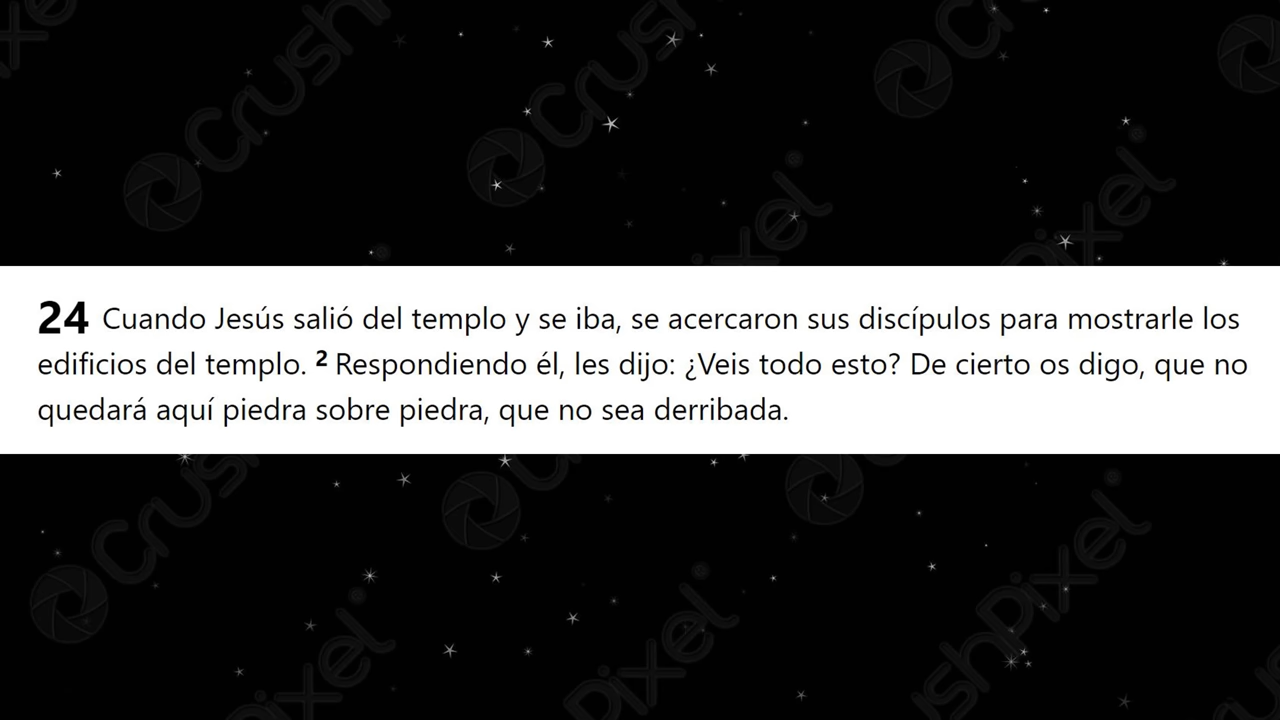 24 Cuando Jesús salió del templo y se iba, se acercaron sus discípulos para mostrarle los
edificios del templo. 2 Respondiendo él, les dijo: ¿Veis todo esto? De cierto os digo, que no
quedará aquí piedra sobre piedra, que no sea derribada.